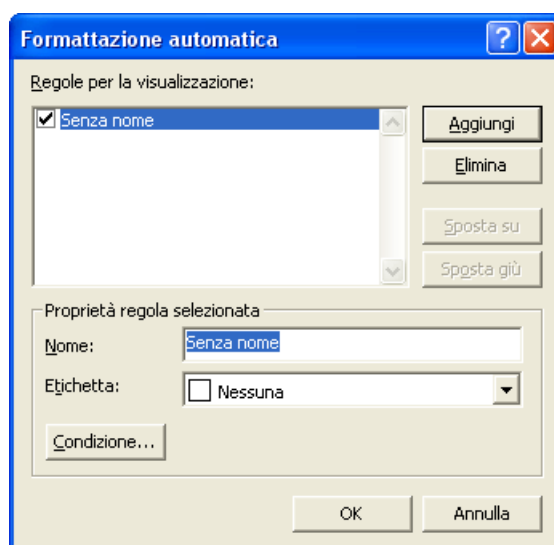 Formattazione automatica
Regole per la visualizzazione:
Senza nome
Aggiungi
Elimina
Sposta su
Sposta giù
Proprietà regola selezionata
Nome: Senza nome
Etichetta: Nessuna
Condizione...
OK Annulla